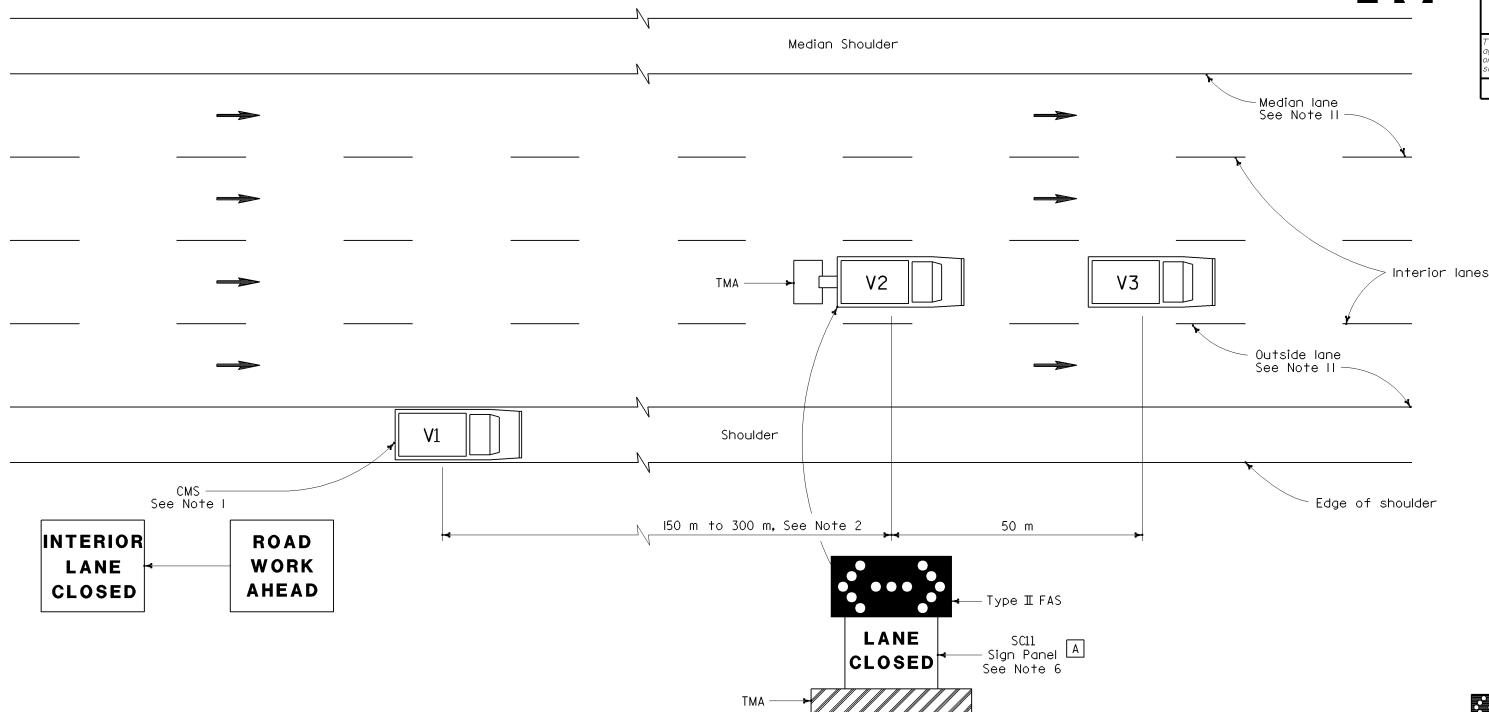 Median Shoulder
Median lane
See Note 11
TMA
V2
V3
Interior lanes
Outside lane
See Note 11
V1
Shoulder
CMS
See Note 1
Edge of shoulder
150 m to 300 m, See Note 2
50 m
INTERIOR
LANE
CLOSED
ROAD
WORK
AHEAD
Type II FAS
LANE
CLOSED
SC11
Sign Panel
See Note 6
A
TMA